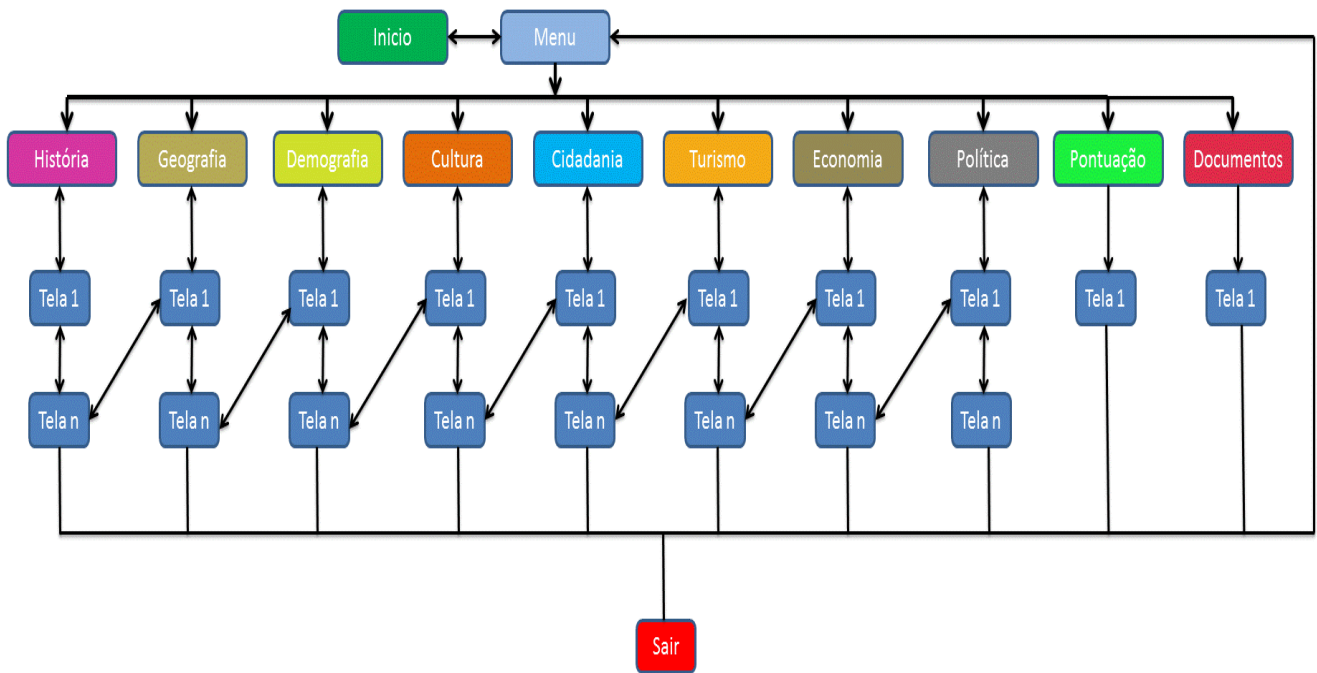 Inicio
Menu
História
Geografia
Demografia
Cultura
Cidadania
Turismo
Economia
Política
Pontuação
Documentos
Tela 1
Tela 1
Tela 1
Tela 1
Tela 1
Tela 1
Tela 1
Tela 1
Tela 1
Tela 1
Tela n
Tela n
Tela n
Tela n
Tela n
Tela n
Tela n
Tela n
Sair